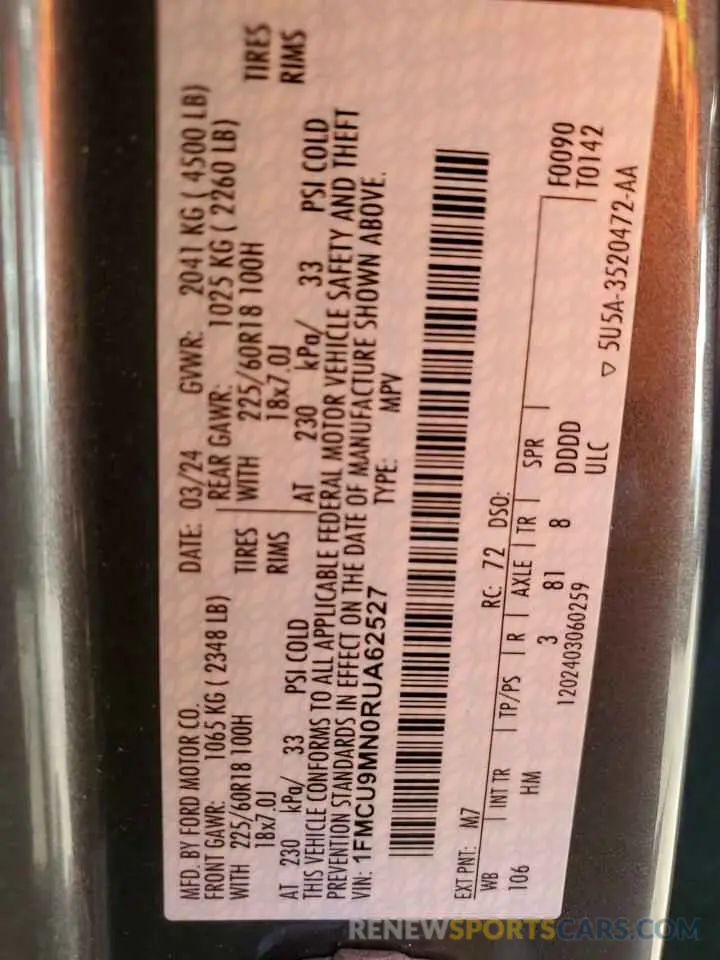 MFD. BY FORD MOTOR CO.
DATE: 03/24 GVWR: 2041 KG ( 4500 LB)
FRONT GAWR: 1065 KG ( 2348 LB)
REAR GAWR: 1025 KG ( 2260 LB)
WITH 225/60R18 100H TIRES
WITH 225/60R18 100H TIRES
18x7.0J RIMS
18x7.0J RIMS
AT 230 kPa/ 33 PSI COLD
AT 230 kPa/ 33 PSI COLD
THIS VEHICLE CONFORMS TO ALL APPLICABLE FEDERAL MOTOR VEHICLE SAFETY AND THEFT
PREVENTION STANDARDS IN EFFECT ON THE DATE OF MANUFACTURE SHOWN ABOVE.
VIN: 1FMCU9MN0RUA62527
TYPE: MPV
EXT PNT: M7 RC: 72 DSO:
F0090
T0142
WB INT TR TP/PS R AXLE TR SPR
106 HM 3 81 8 DDDD
1202403060259 ULC
▽ 5U5A-3520472-AA
RENEWSPORTSCARS.COM